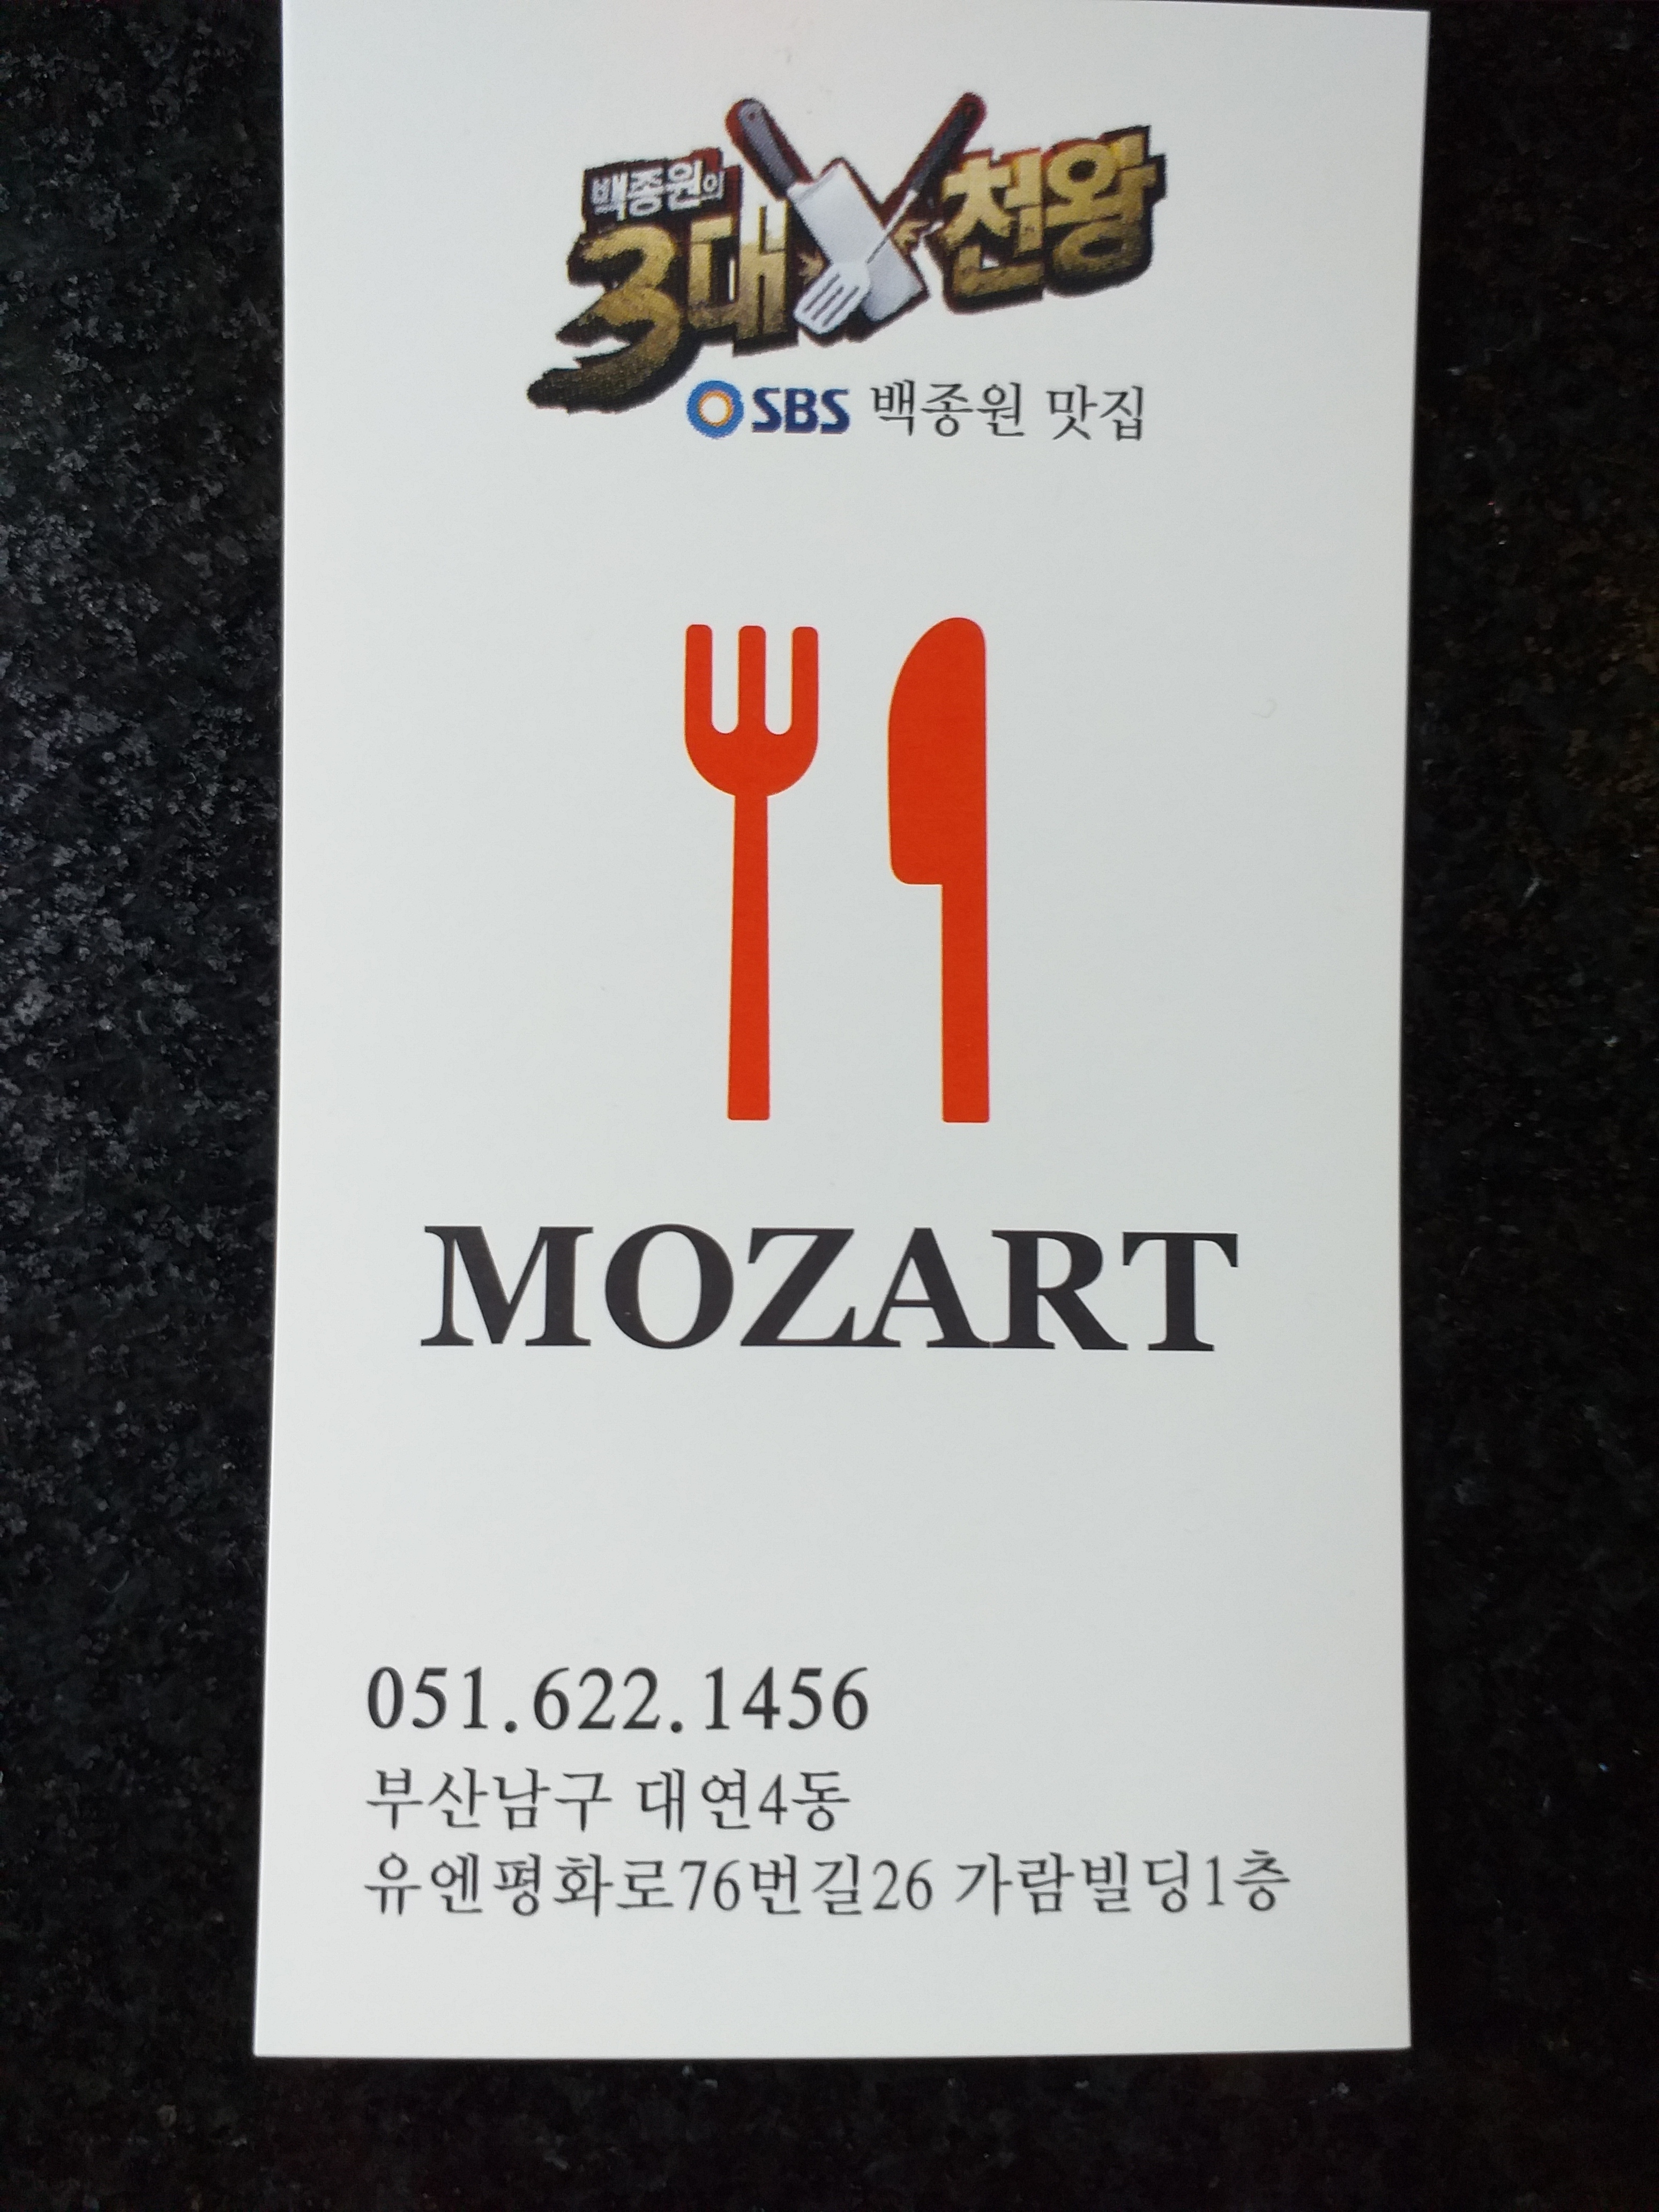 백종원의
3대천왕
SBS 백종원 맛집
MOZART
051.622.1456
부산남구 대연4동
유엔평화로76번길26 가람빌딩1층